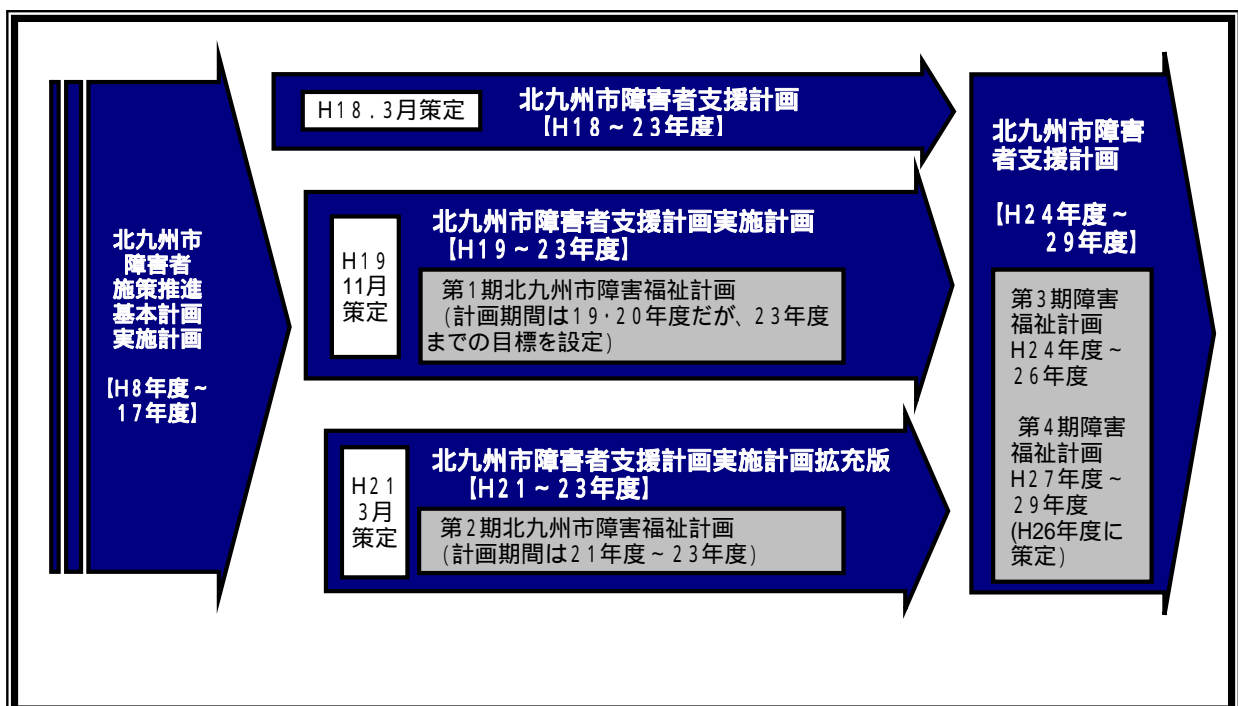 北九州市
障害者
施策推進
基本計画
実施計画
【H8年度～
17年度】
H18.3月策定
北九州市障害者支援計画
【H18～23年度】
H19
11月
策定
北九州市障害者支援計画実施計画
【H19～23年度】
第1期北九州市障害福祉計画
(計画期間は19･20年度だが、23年度
までの目標を設定)
H21
3月
策定
北九州市障害者支援計画実施計画拡充版
【H21～23年度】
第2期北九州市障害福祉計画
(計画期間は21年度～23年度)
北九州市障害
者支援計画
【H24年度～
29年度】
第3期障害
福祉計画
H24年度～
26年度
第4期障害
福祉計画
H27年度～
29年度
(H26年度に
策定)